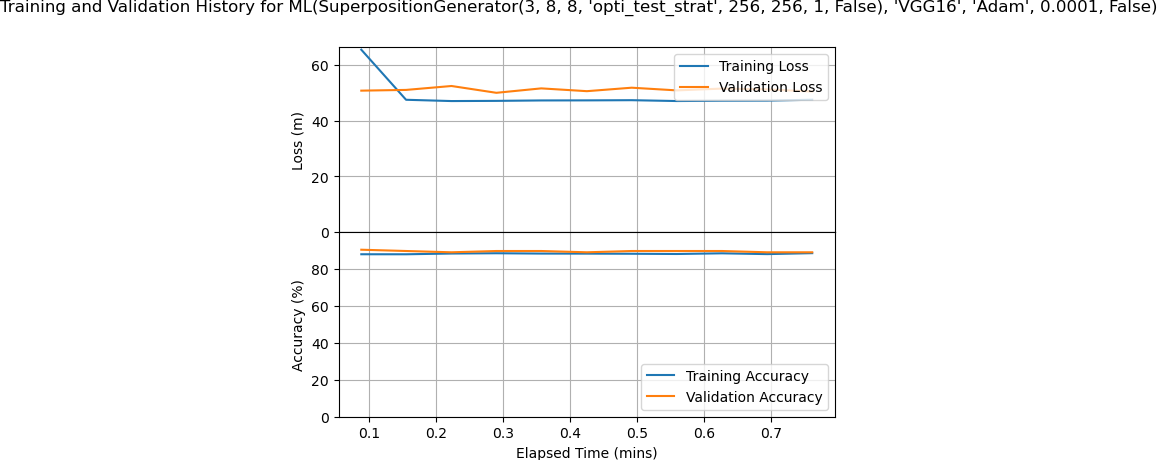 Training and Validation History for ML(SuperpositionGenerator(3, 8, 8, 'opti_test_strat', 256, 256, 1, False), 'VGG16', 'Adam', 0.0001, False)
Training Loss
Validation Loss
60
40
20
0
Loss (m)
Training Accuracy
Validation Accuracy
80
60
40
20
0
Accuracy (%)
0.1 0.2 0.3 0.4 0.5 0.6 0.7
Elapsed Time (mins)